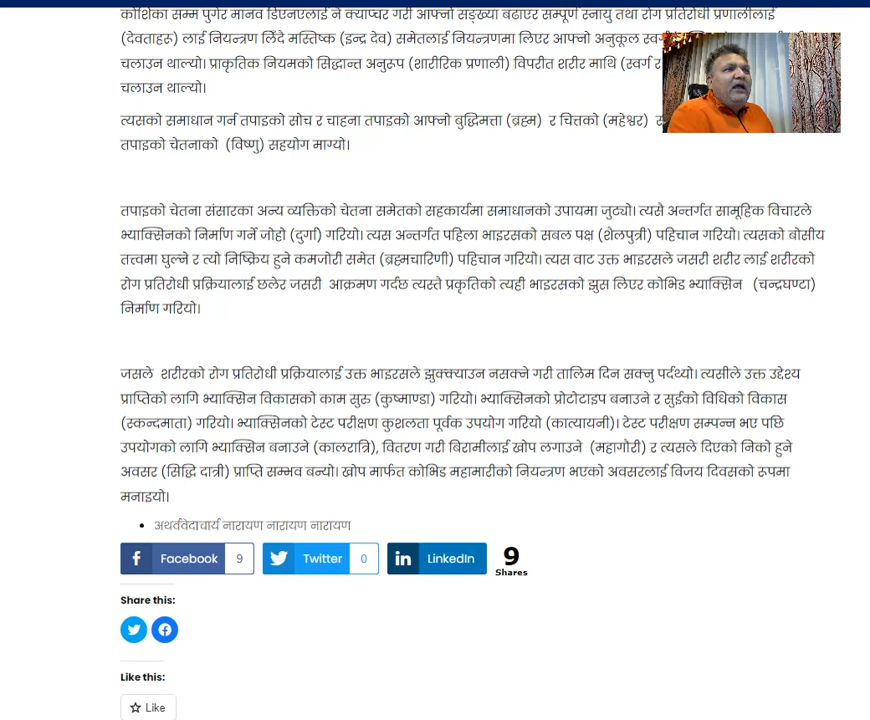 कोशिका सम्म पुगेर मानव डिएनएलाई नै क्याप्चर गरी आफ्नो सङ्ख्या बढाएर सम्पूर्ण स्नायु तथा रोग प्रतिरोधी प्रणालीलाई
(देवताहरू) लाई नियन्त्रण लिँदै मस्तिष्क (इन्द्र देव) समेतलाई नियन्त्रणमा लिएर आफ्नो अनुकूल
चलाउन थाल्यो। प्राकृतिक नियमको सिद्धान्त अनुरूप (शारीरिक प्रणाली) विपरीत शरीर माथि (स्वर्ग र
चलाउन थाल्यो।
त्यसको समाधान गर्न तपाइको सोच र चाहना तपाइको आफ्नो बुद्धिमत्ता (ब्रह्म) र चित्तको (महेश्वर)
तपाइको चेतनाको (विष्णु) सहयोग माग्यो।
तपाइको चेतना संसारका अन्य व्यक्तिको चेतना समेतको सहकार्यमा समाधानको उपायमा जुट्यो। त्यसै अन्तर्गत सामूहिक विचारले
भ्याक्सिनको निर्माण गर्ने जोहो (दुर्गा) गरियो। त्यस अन्तर्गत पहिला भाइरसको सबल पक्ष (शैलपुत्री) पहिचान गरियो। त्यसको बोसीय
तत्त्वमा घुल्ने र त्यो निष्क्रिय हुने कमजोरी समेत (ब्रह्मचारिणी) पहिचान गरियो। त्यस वाट उक्त भाइरसले जसरी शरीर लाई शरीरको
रोग प्रतिरोधी प्रक्रियालाई छलेर जसरी आक्रमण गर्दछ त्यस्तै प्रकृतिको त्यही भाइरसको झुस लिएर कोभिड भ्याक्सिन (चन्द्रघण्टा)
निर्माण गरियो।
जसले शरीरको रोग प्रतिरोधी प्रक्रियालाई उक्त भाइरसले झुक्क्याउन नसक्ने गरी तालिम दिन सक्नु पर्दथ्यो। त्यसैले उक्त उद्देश्य
प्राप्तिको लागि भ्याक्सिन विकासको काम सुरु (कुष्माण्डा) गरियो। भ्याक्सिनको प्रोटोटाइप बनाउने र सुईको विधिको विकास
(स्कन्दमाता) गरियो। भ्याक्सिनको टेस्ट परीक्षण कुशलता पूर्वक उपयोग गरियो (कात्यायनी)। टेस्ट परीक्षण सम्पन्न भए पछि
उपयोगको लागि भ्याक्सिन बनाउने (कालरात्रि), वितरण गरी बिरामीलाई खोप लगाउने (महागौरी) र त्यसले दिएको निको हुने
अवसर (सिद्धि दात्री) प्राप्ति सम्भव बन्यो। खोप मार्फत कोभिड महामारीको नियन्त्रण भएको अवसरलाई विजय दिवसको रूपमा
मनाइयो।
• अथर्ववेदाचार्य नारायण नारायण नारायण
Facebook 9 Twitter 0 LinkedIn 9
Shares
Share this:
Like this:
Like